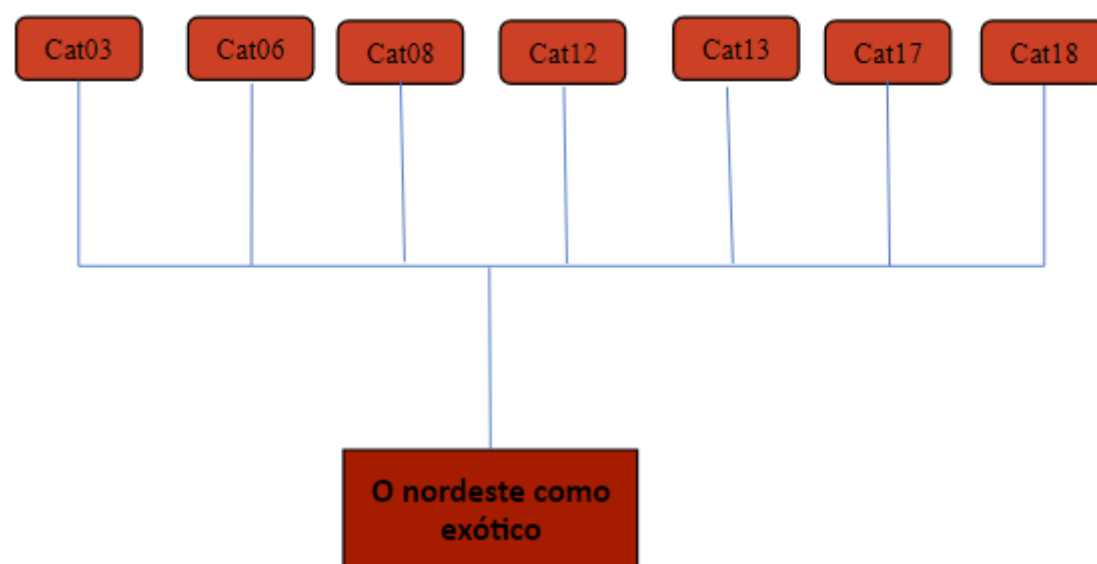 Cat03
Cat06
Cat08
Cat12
Cat13
Cat17
Cat18
O nordeste como
exótico